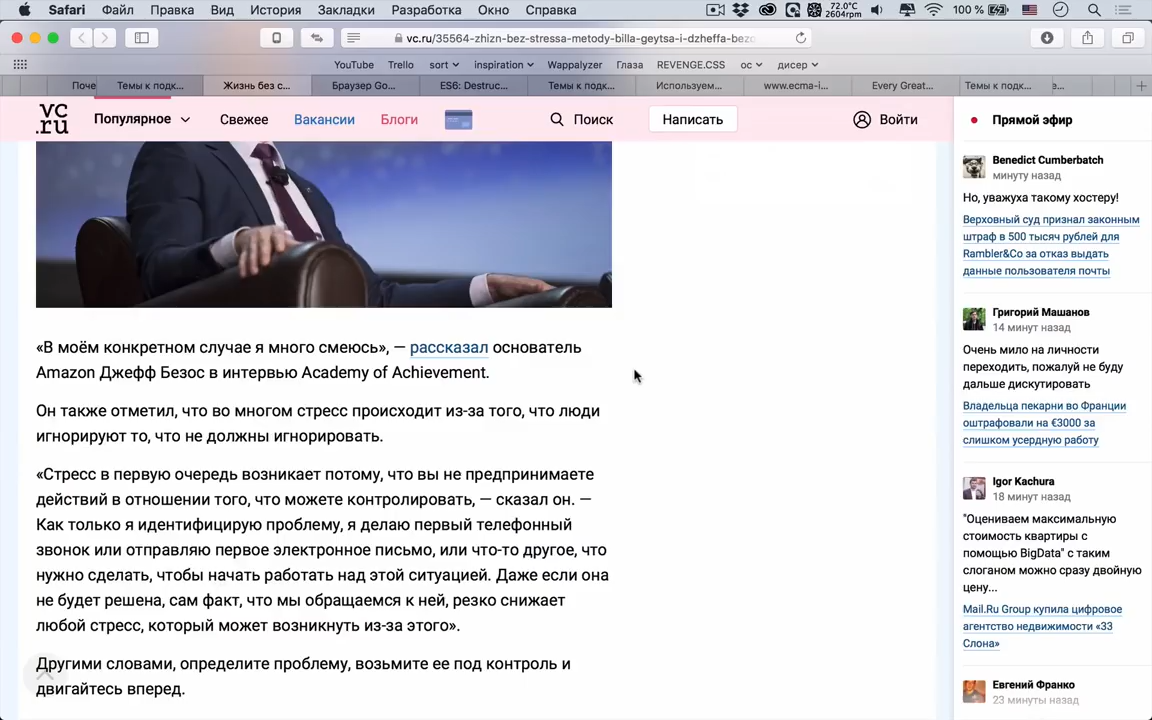 Safari Файл Правка Вид История Закладки Разработка Окно Справка 72.0°C 2604rpm 100 %
vc.ru/35564-zhizn-bez-stressa-metody-billa-geytsa-i-dzheffa-bezo
YouTube Trello sort inspiration Wappalyzer Глаза REVENGE.CSS ос дисер
Поче Темы к подк... Жизнь без с... Браузер Go... ES6: Destruc... Темы к подк... Используем... www.ecma-i... Every Great... Темы к подк... e...
vc.ru Популярное Свежее Вакансии Блоги Поиск Написать Войти
«В моём конкретном случае я много смеюсь», — рассказал основатель
Amazon Джефф Безос в интервью Academy of Achievement.
Он также отметил, что во многом стресс происходит из-за того, что люди
игнорируют то, что не должны игнорировать.
«Стресс в первую очередь возникает потому, что вы не предпринимаете
действий в отношении того, что можете контролировать, — сказал он. —
Как только я идентифицирую проблему, я делаю первый телефонный
звонок или отправляю первое электронное письмо, или что-то другое, что
нужно сделать, чтобы начать работать над этой ситуацией. Даже если она
не будет решена, сам факт, что мы обращаемся к ней, резко снижает
любой стресс, который может возникнуть из-за этого».
Другими словами, определите проблему, возьмите ее под контроль и
двигайтесь вперед.
Прямой эфир
Benedict Cumberbatch
минуту назад
Но, уважуха такому хостеру!
Верховный суд признал законным
штраф в 500 тысяч рублей для
Rambler&Co за отказ выдать
данные пользователя почты
Григорий Машанов
14 минут назад
Очень мило на личности
переходить, пожалуй не буду
дальше дискутировать
Владельца пекарни во Франции
оштрафовали на €3000 за
слишком усердную работу
Igor Kachura
18 минут назад
"Оцениваем максимальную
стоимость квартиры с
помощью BigData" с таким
слоганом можно сразу двойную
цену...
Mail.Ru Group купила цифровое
агентство недвижимости «33
Слона»
Евгений Франко
23 минуты назад